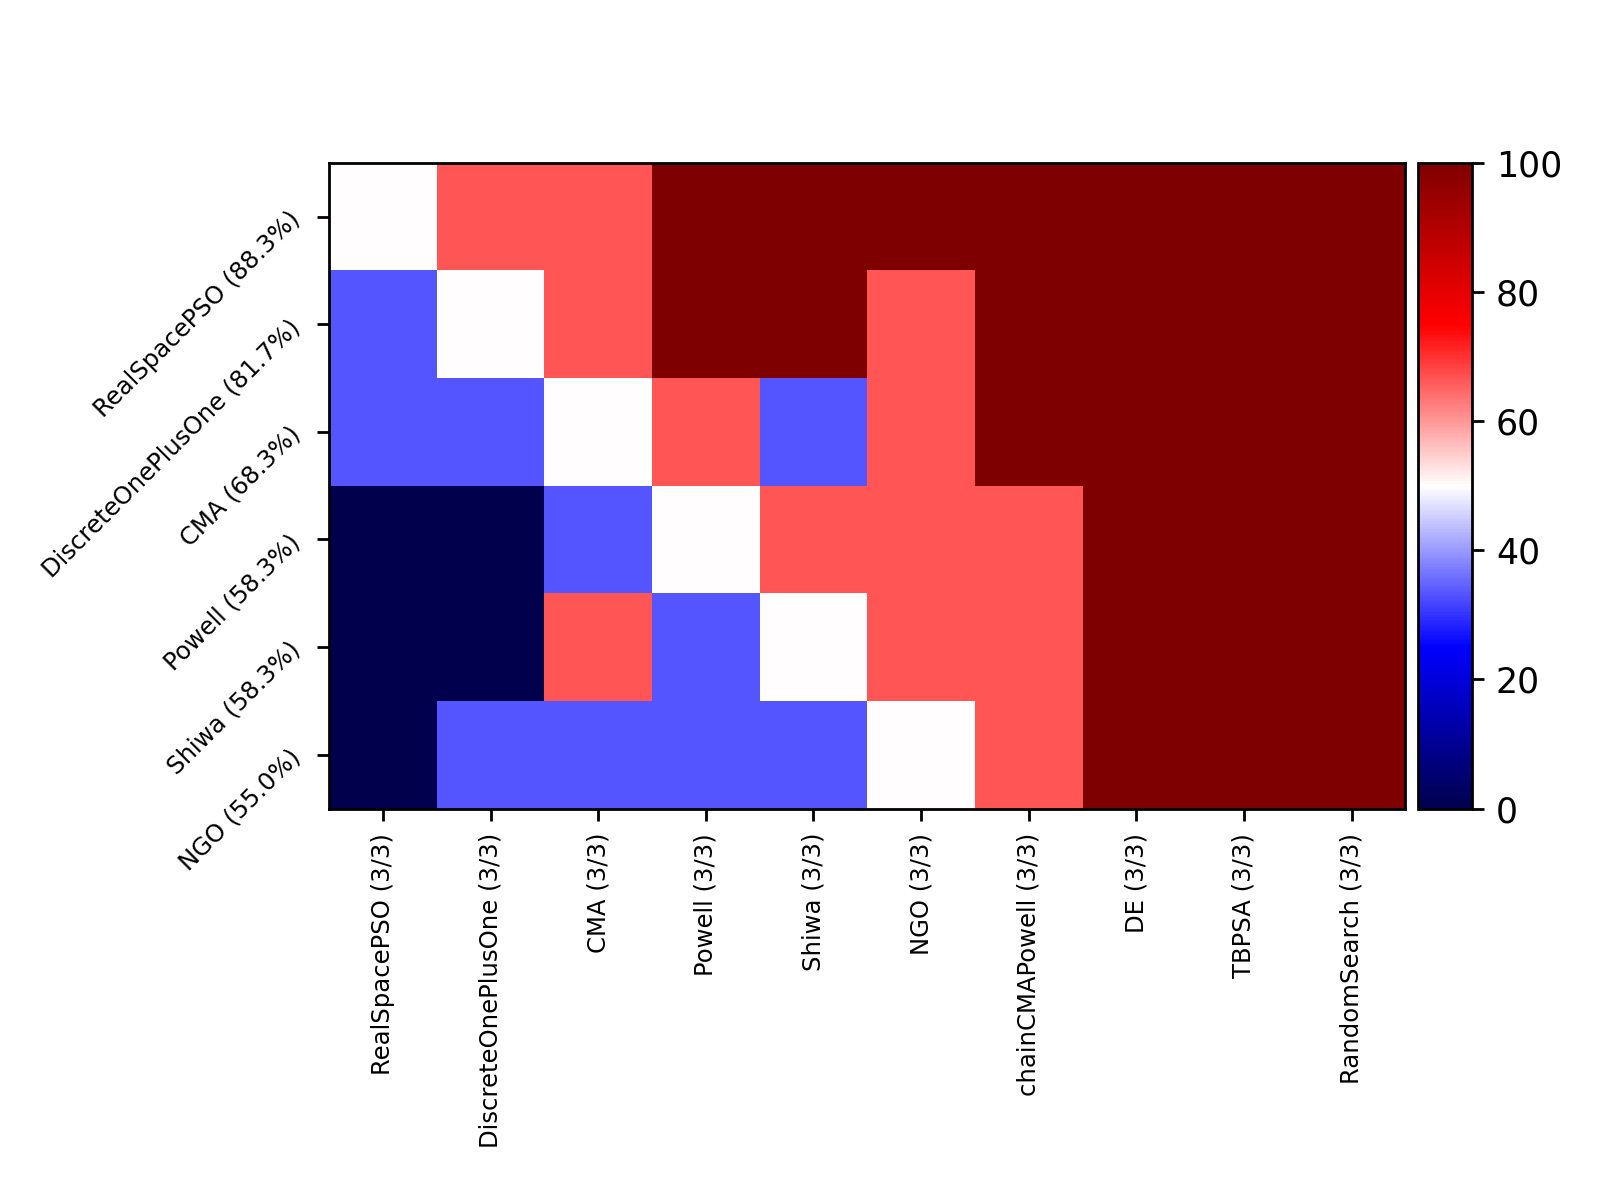 RealSpacePSO (88.3%)
DiscreteOnePlusOne (81.7%)
CMA (68.3%)
Powell (58.3%)
Shiwa (58.3%)
NGO (55.0%)
RealSpacePSO (3/3)
DiscreteOnePlusOne (3/3)
CMA (3/3)
Powell (3/3)
Shiwa (3/3)
NGO (3/3)
chainCMAPowell (3/3)
DE (3/3)
TBPSA (3/3)
RandomSearch (3/3)
100
80
60
40
20
0